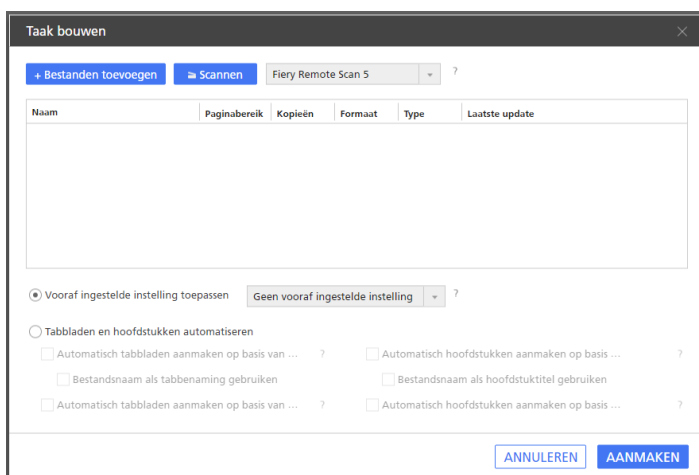 Taak bouwen
+ Bestanden toevoegen Scannen Fiery Remote Scan 5 ?
Naam Paginabereik Kopieën Formaat Type Laatste update
Vooraf ingestelde instelling toepassen Geen vooraf ingestelde instelling ?
Tabbladen en hoofdstukken automatiseren
Automatisch tabbladen aanmaken op basis van ... ? Automatisch hoofdstukken aanmaken op basis ... ?
Bestandsnaam als tabbenaming gebruiken Bestandsnaam als hoofdstuktitel gebruiken
Automatisch tabbladen aanmaken op basis van ... ? Automatisch hoofdstukken aanmaken op basis ... ?
ANNULEREN AANMAKEN